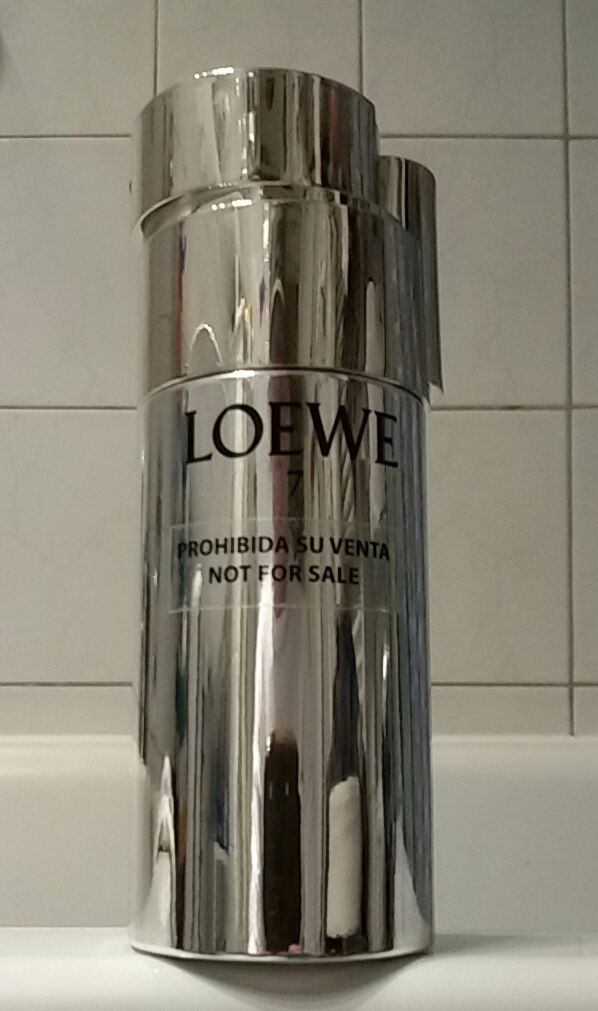 LOEWE
7
PROHIBIDA SU VENTA
NOT FOR SALE